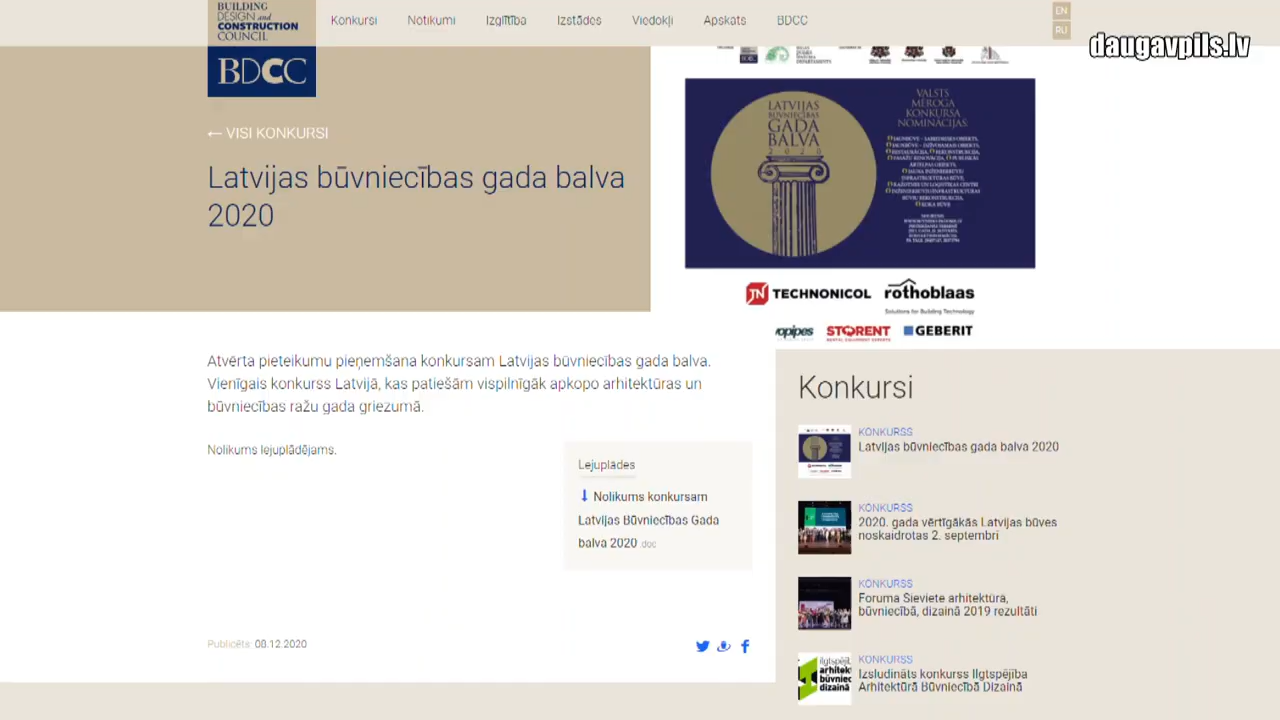 BUILDING
DESIGN and
CONSTRUCTION
COUNCIL
BDCC
Konkursi Notikumi Izglītība Izstādes Viedokļi Apskats BDCC
EN
RU
daugavpils.lv
← VISI KONKURSI
Latvijas būvniecības gada balva
2020
LATVIJAS
BŪVNIECĪBAS
GADA
BALVA
2020
VALSTS
MĒROGA
KONKURSA
NOMINĀCIJAS:
TECHNONICOL rothoblaas
Solutions for Building Technology
STORENT GEBERIT
Atvērta pieteikumu pieņemšana konkursam Latvijas būvniecības gada balva.
Vienīgais konkurss Latvijā, kas patiešām vispilnīgāk apkopo arhitektūras un
būvniecības ražu gada griezumā.
Nolikums lejuplādējams.
Lejuplādes
Nolikums konkursam
Latvijas Būvniecības Gada
balva 2020 doc
Publicēts: 08.12.2020
Konkursi
KONKURSS
Latvijas būvniecības gada balva 2020
KONKURSS
2020. gada vērtīgākās Latvijas būves
noskaidrotas 2. septembrī
KONKURSS
Foruma Sieviete arhitektūrā,
būvniecībā, dizainā 2019 rezultāti
KONKURSS
Izsludināts konkurss Ilgtspējība
Arhitektūrā Būvniecībā Dizainā